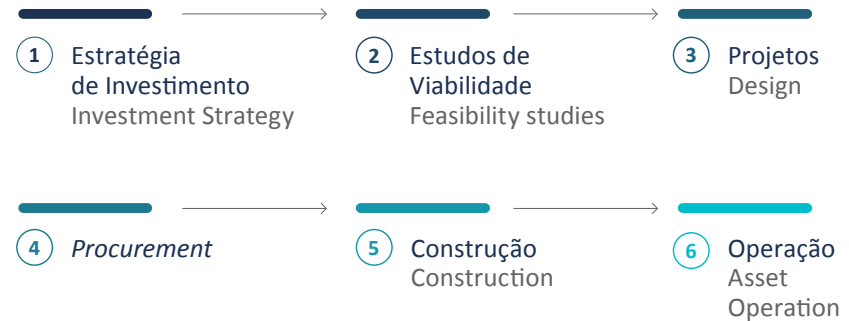 1 Estratégia
de Investimento
Investment Strategy
2 Estudos de
Viabilidade
Feasibility studies
3 Projetos
Design
4 Procurement
5 Construção
Construction
6 Operação
Asset
Operation